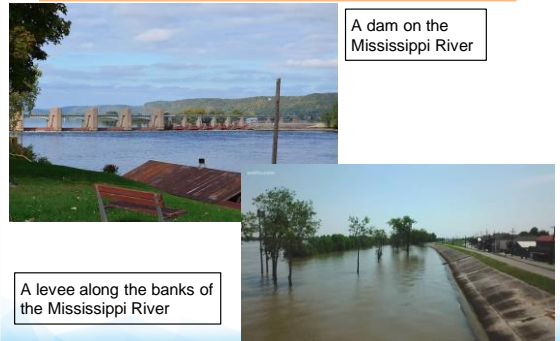 A dam on the
Mississippi River
A levee along the banks of
the Mississippi River